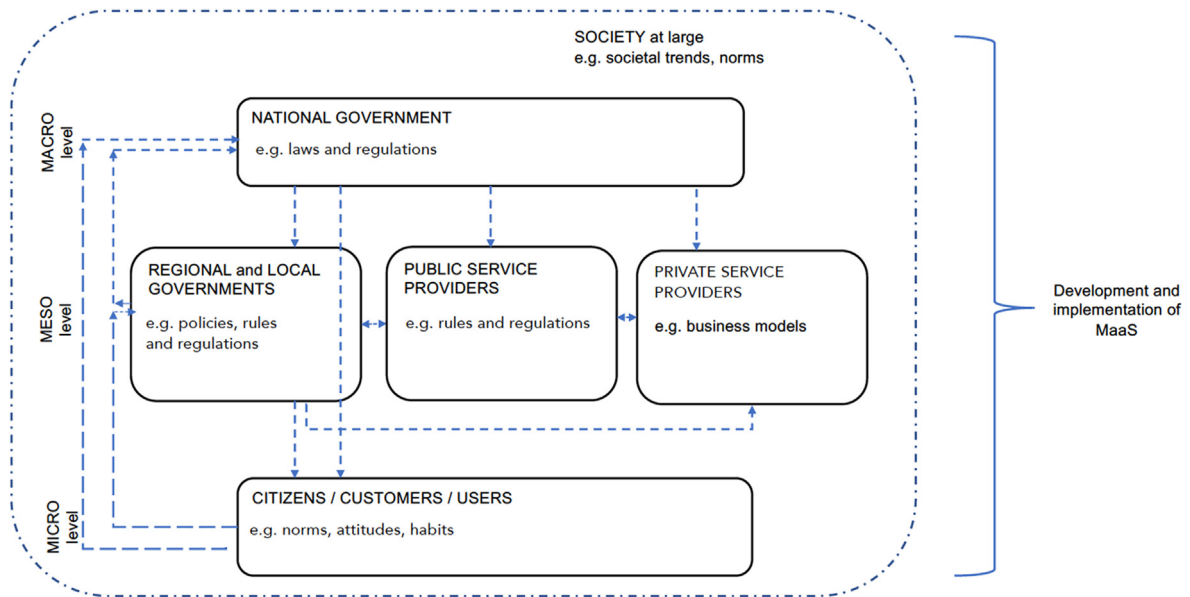 SOCIETY at large
e.g. societal trends, norms
MACRO
level
NATIONAL GOVERNMENT
e.g. laws and regulations
MESO
level
REGIONAL and LOCAL
GOVERNMENTS
e.g. policies, rules
and regulations
PUBLIC SERVICE
PROVIDERS
e.g. rules and regulations
PRIVATE SERVICE
PROVIDERS
e.g. business models
Development and
implementation of
MaaS
MICRO
level
CITIZENS / CUSTOMERS / USERS
e.g. norms, attitudes, habits